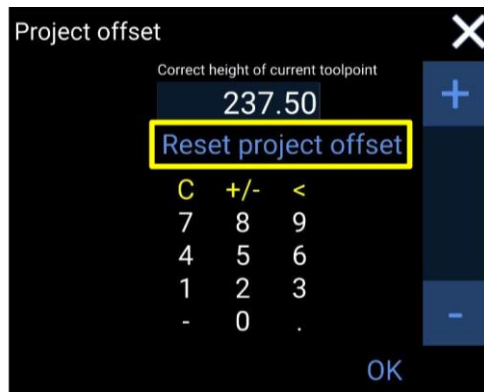 Project offset
Correct height of current toolpoint
237.50
+
Reset project offset
C +/- <
7 8 9
4 5 6
1 2 3
- 0 .
-
OK